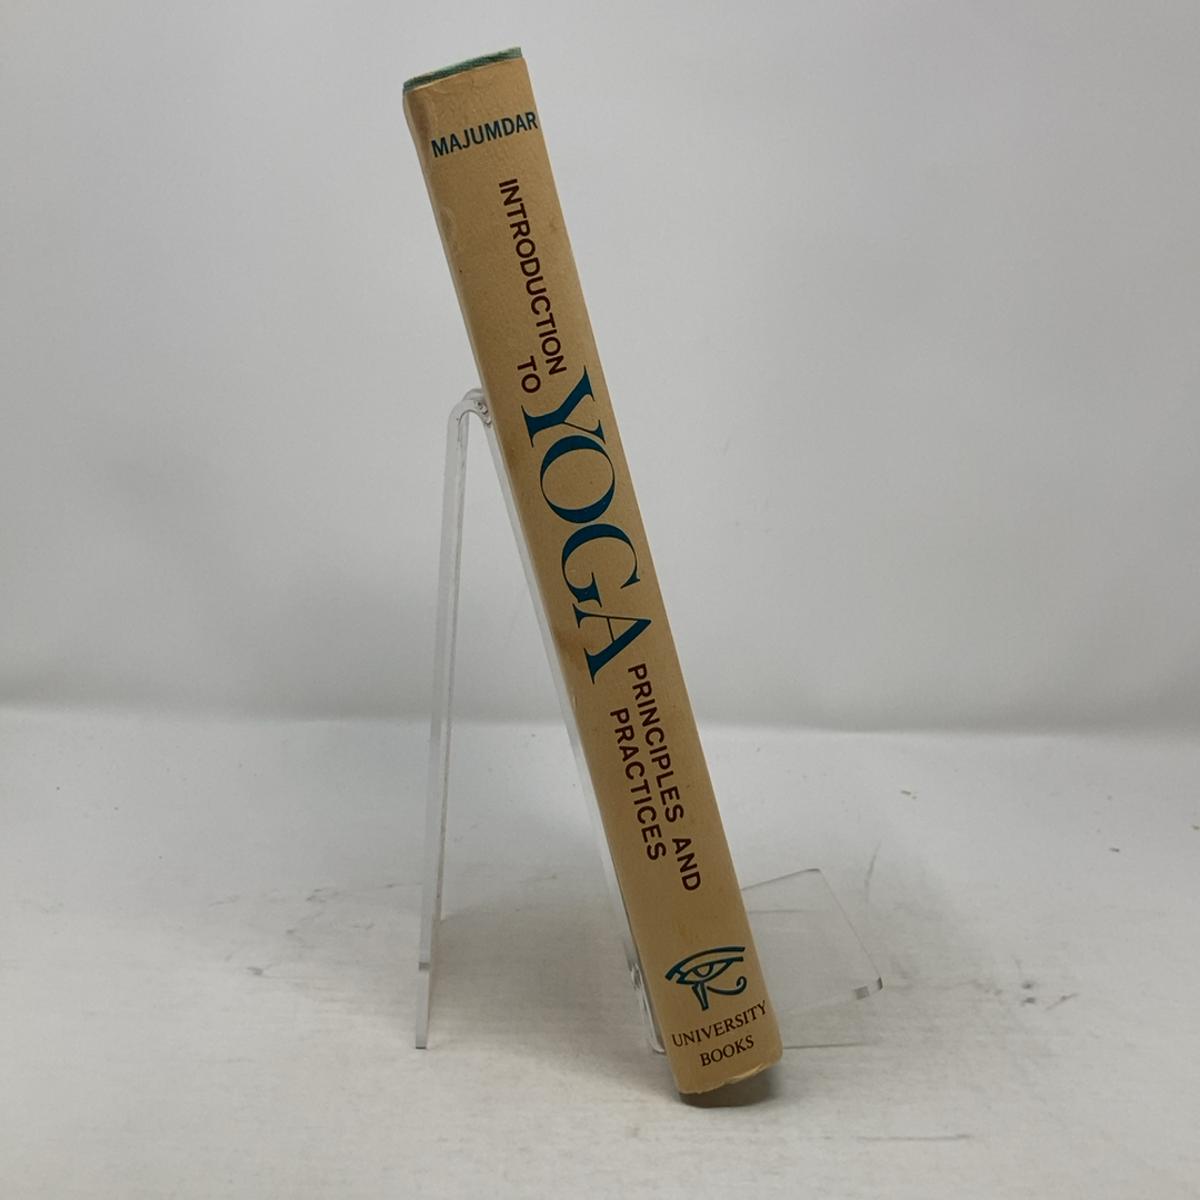 MAJUMDAR
INTRODUCTION
TO
YOGA
PRINCIPLES AND
PRACTICES
UNIVERSITY
BOOKS